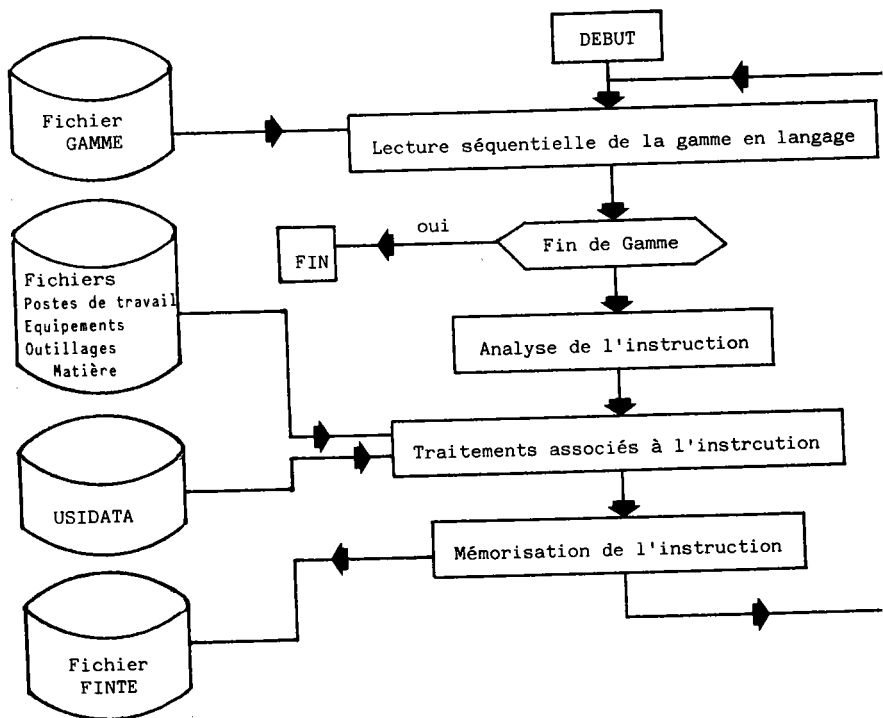 DEBUT
Fichier
GAMME
Lecture séquentielle de la gamme en langage
oui
Fin de Gamme
FIN
Fichiers
Postes de travail
Equipements
Outillages
Matière
Analyse de l'instruction
Traitements associés à l'instrcution
USIDATA
Mémorisation de l'instruction
Fichier
FINTE